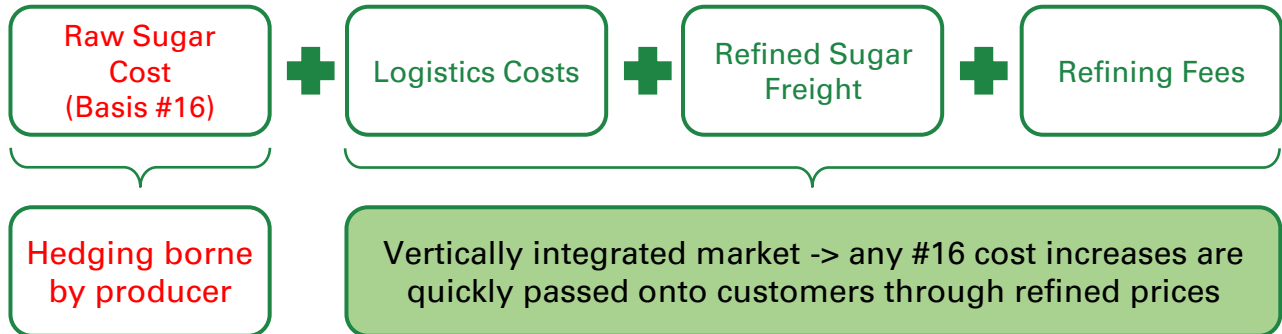 Raw Sugar
Cost
(Basis #16)
Logistics Costs
Refined Sugar
Freight
Refining Fees
Hedging borne
by producer
Vertically integrated market -> any #16 cost increases are
quickly passed onto customers through refined prices